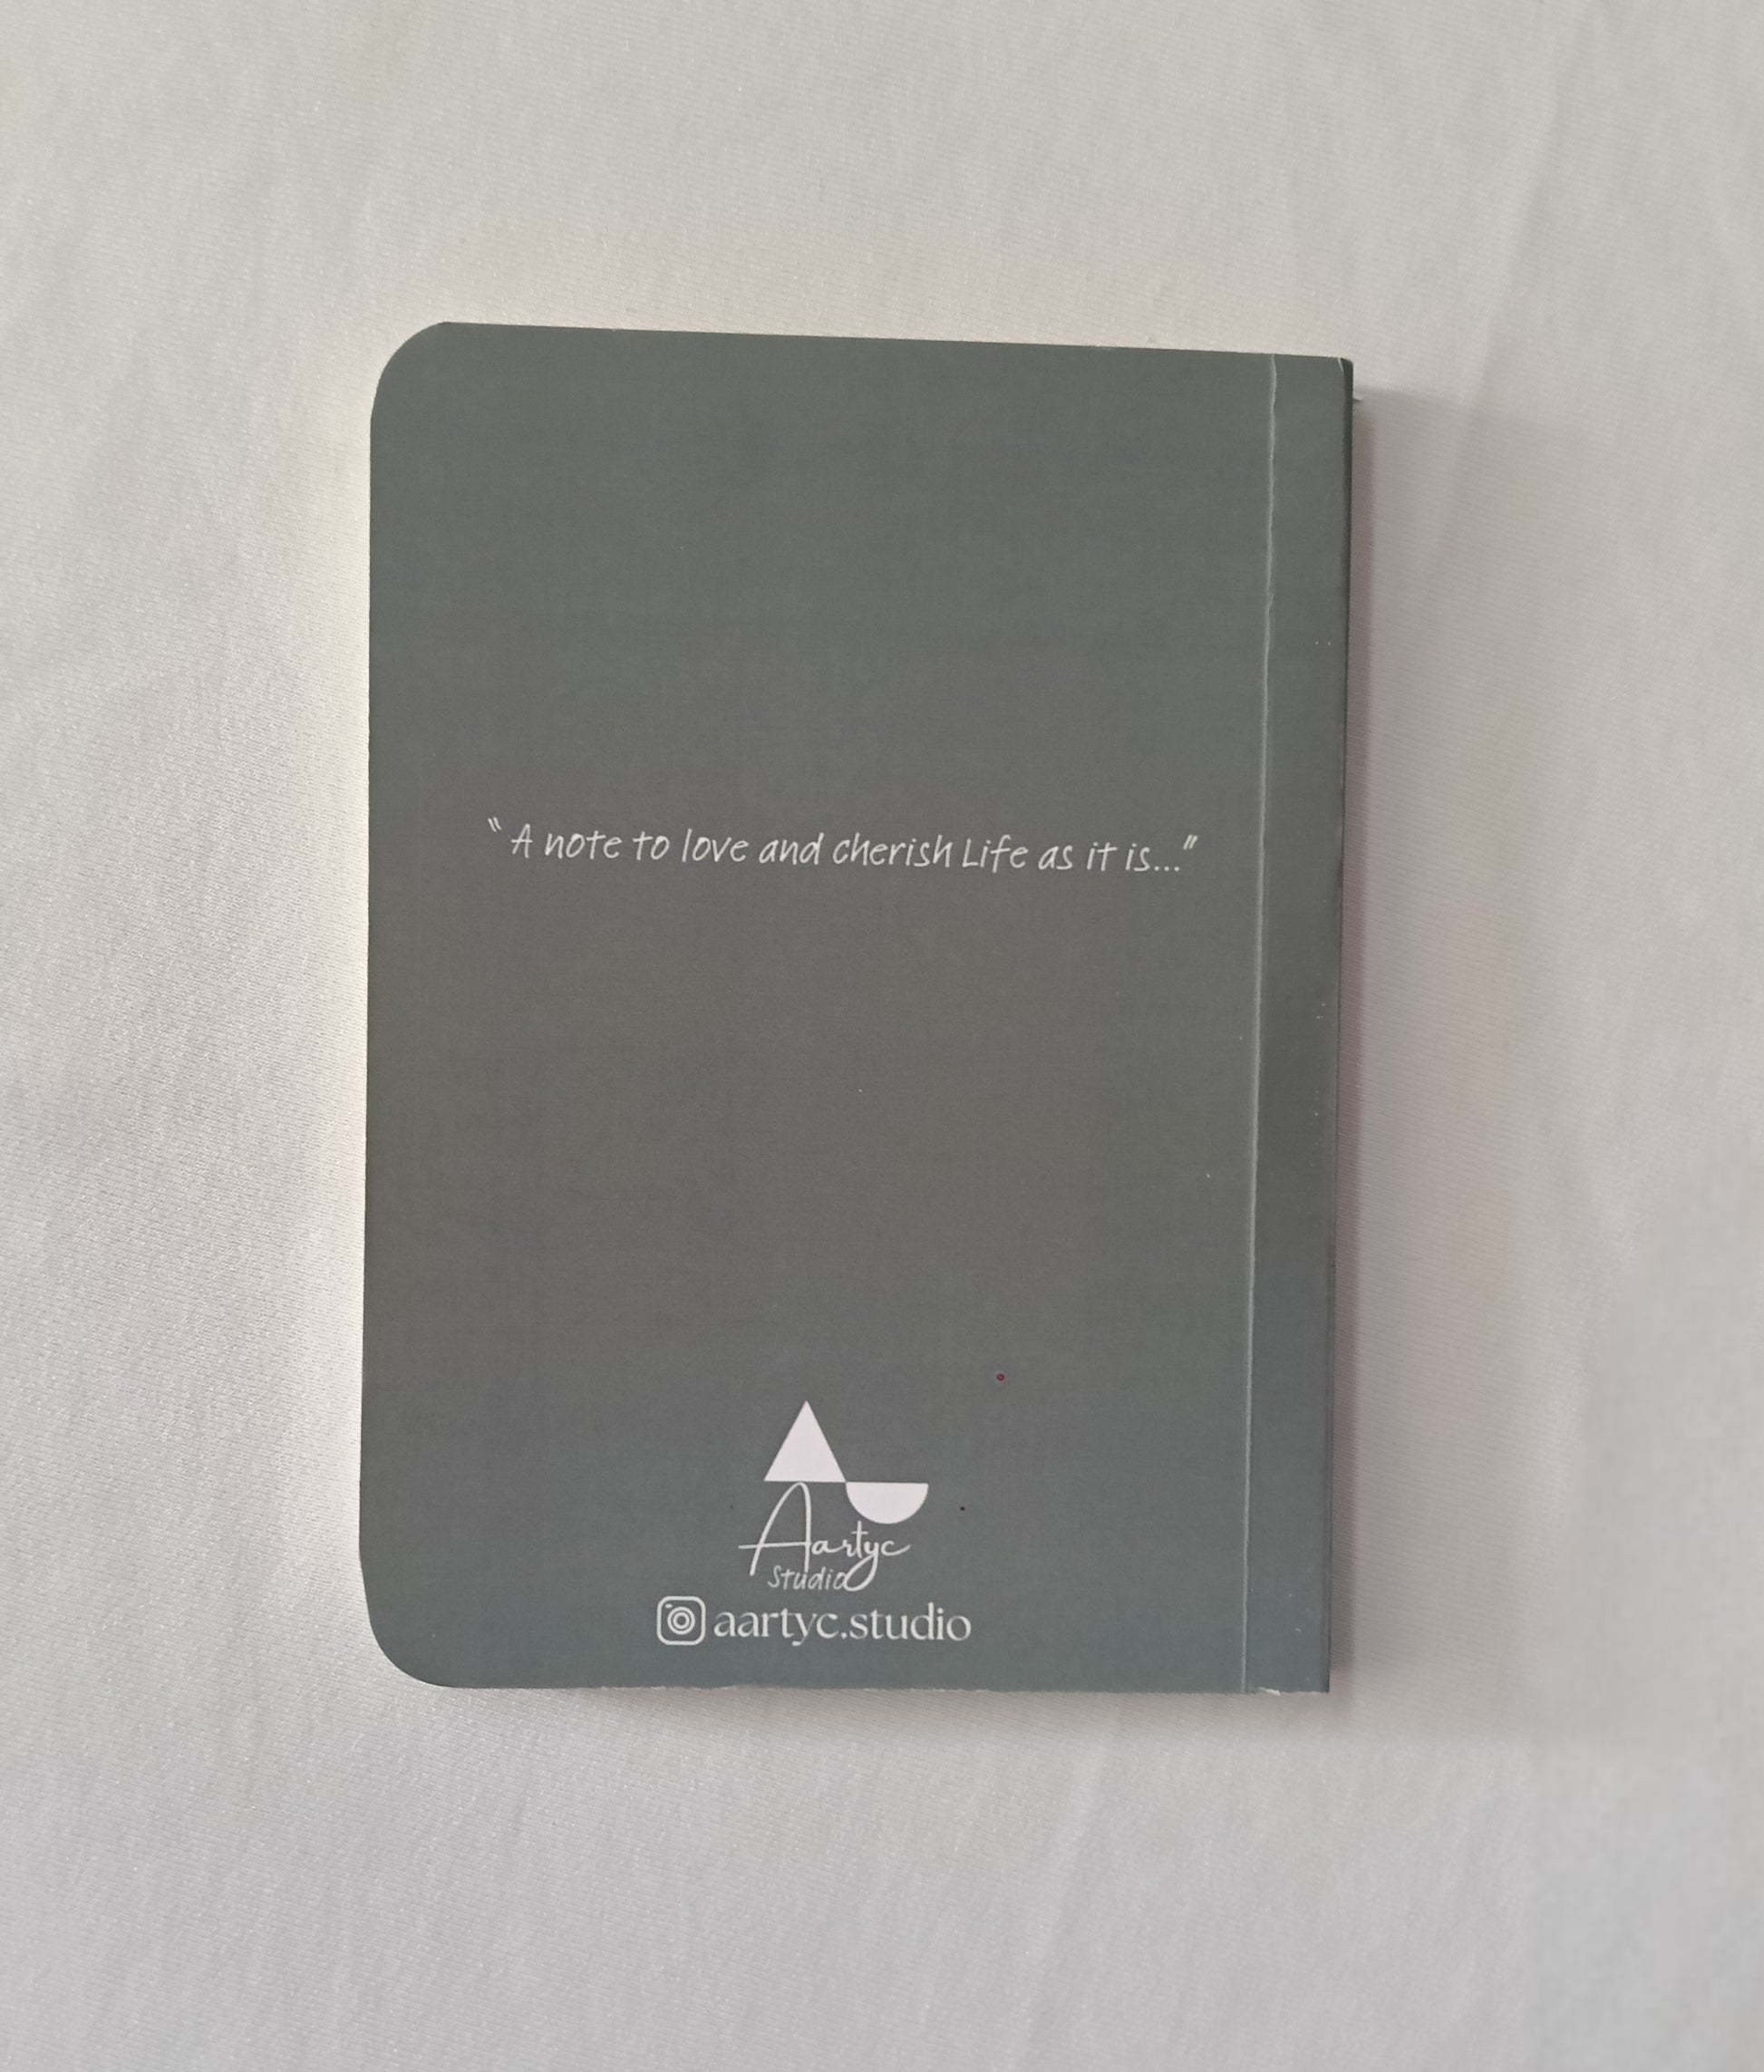 "A note to love and cherish Life as it is..."
Aartyc
Studio
aartyc.studio